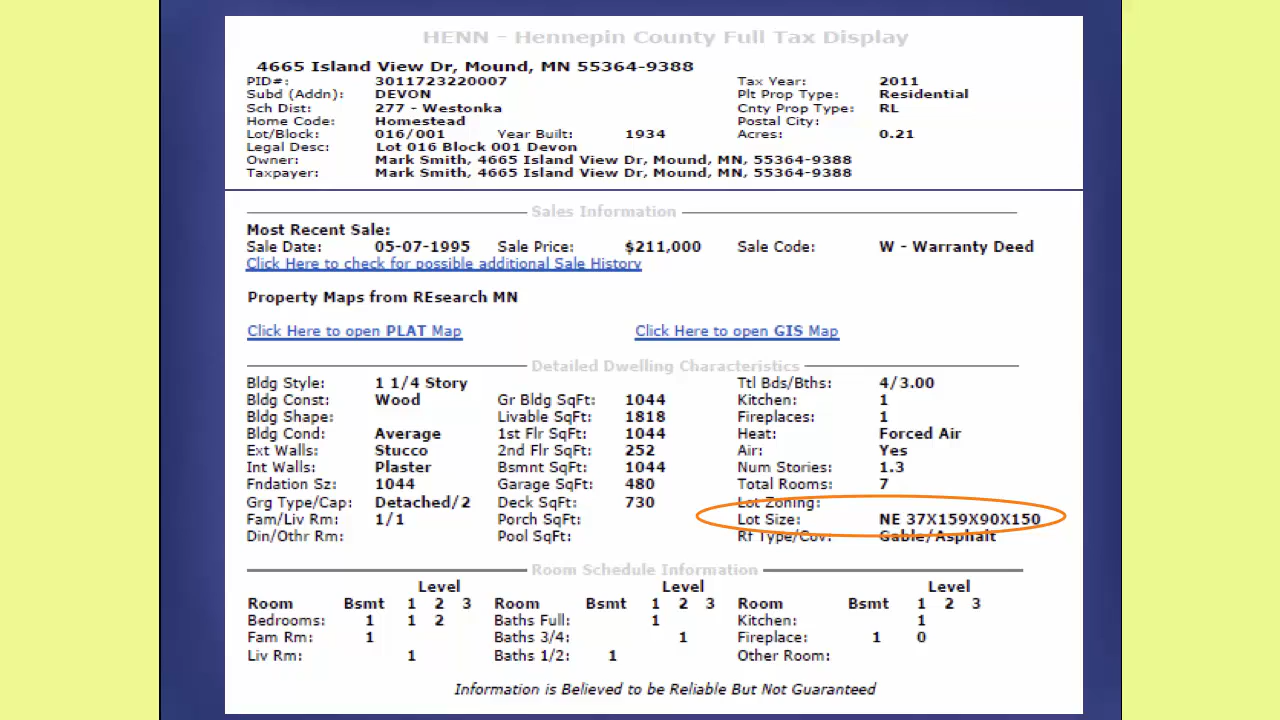 HENN - Hennepin County Full Tax Display
4665 Island View Dr, Mound, MN 55364-9388
PID#: 3011723220007 Tax Year: 2011
Subd (Addn): DEVON Plt Prop Type: Residential
Sch Dist: 277 - Westonka Cnty Prop Type: RL
Home Code: Homestead Postal City:
Lot/Block: 016/001 Year Built: 1934 Acres: 0.21
Legal Desc: Lot 016 Block 001 Devon
Owner: Mark Smith, 4665 Island View Dr, Mound, MN, 55364-9388
Taxpayer: Mark Smith, 4665 Island View Dr, Mound, MN, 55364-9388
Sales Information
Most Recent Sale:
Sale Date: 05-07-1995 Sale Price: $211,000 Sale Code: W - Warranty Deed
Click Here to check for possible additional Sale History
Property Maps from REsearch MN
Click Here to open PLAT Map Click Here to open GIS Map
Detailed Dwelling Characteristics
Bldg Style: 1 1/4 Story Ttl Bds/Bths: 4/3.00
Bldg Const: Wood Gr Bldg SqFt: 1044 Kitchen: 1
Bldg Shape: Livable SqFt: 1818 Fireplaces: 1
Bldg Cond: Average 1st Flr SqFt: 1044 Heat: Forced Air
Ext Walls: Stucco 2nd Flr SqFt: 252 Air: Yes
Int Walls: Plaster Bsmnt SqFt: 1044 Num Stories: 1.3
Fndation Sz: 1044 Garage SqFt: 480 Total Rooms: 7
Grg Type/Cap: Detached/2 Deck SqFt: 730 Lot Zoning:
Fam/Liv Rm: 1/1 Porch SqFt: Lot Size: NE 37X159X90X150
Din/Othr Rm: Pool SqFt: Rf Type/Cov: Gable/Asphalt
Room Schedule Information
Level Level Level
Room Bsmt 1 2 3 Room Bsmt 1 2 3 Room Bsmt 1 2 3
Bedrooms: 1 1 2 Baths Full: 1 Kitchen: 1
Fam Rm: 1 Baths 3/4: 1 Fireplace: 1 0
Liv Rm: 1 Baths 1/2: 1 Other Room:
Information is Believed to be Reliable But Not Guaranteed